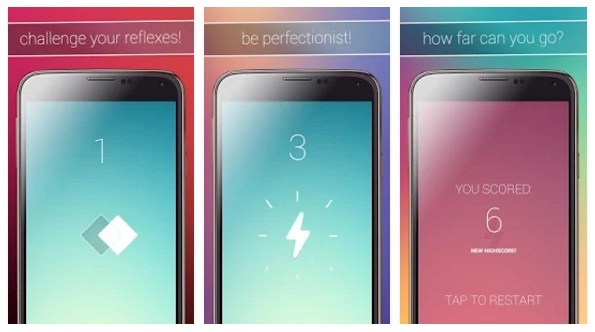 challenge your reflexes!
1
be perfectionist!
3
how far can you go?
YOU SCORED
6
NEW HIGHSCORE!
TAP TO RESTART